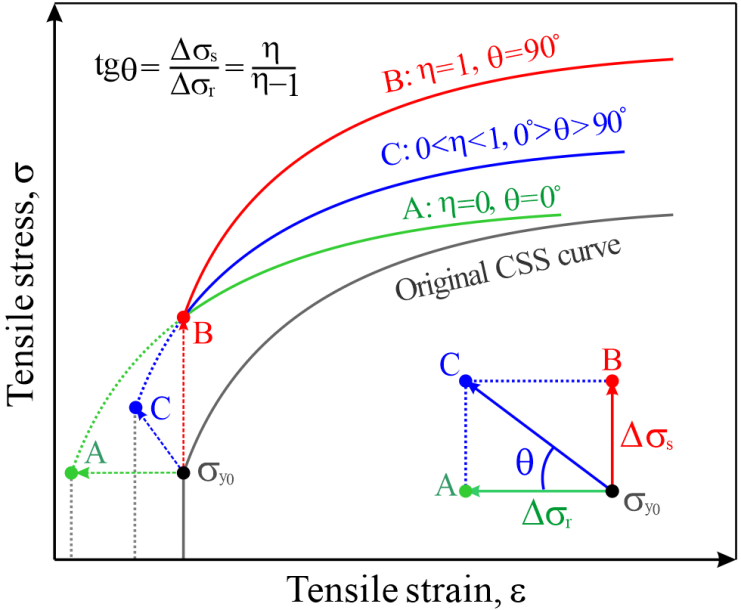 Tensile stress, σ
tgθ= Δσs/Δσr = η/η−1
B: η=1, θ=90°
C: 0<η<1, 0°>θ>90°
A: η=0, θ=0°
Original CSS curve
B
C
A
σy0
C
B
θ
Δσs
A
Δσr
σy0
Tensile strain, ε